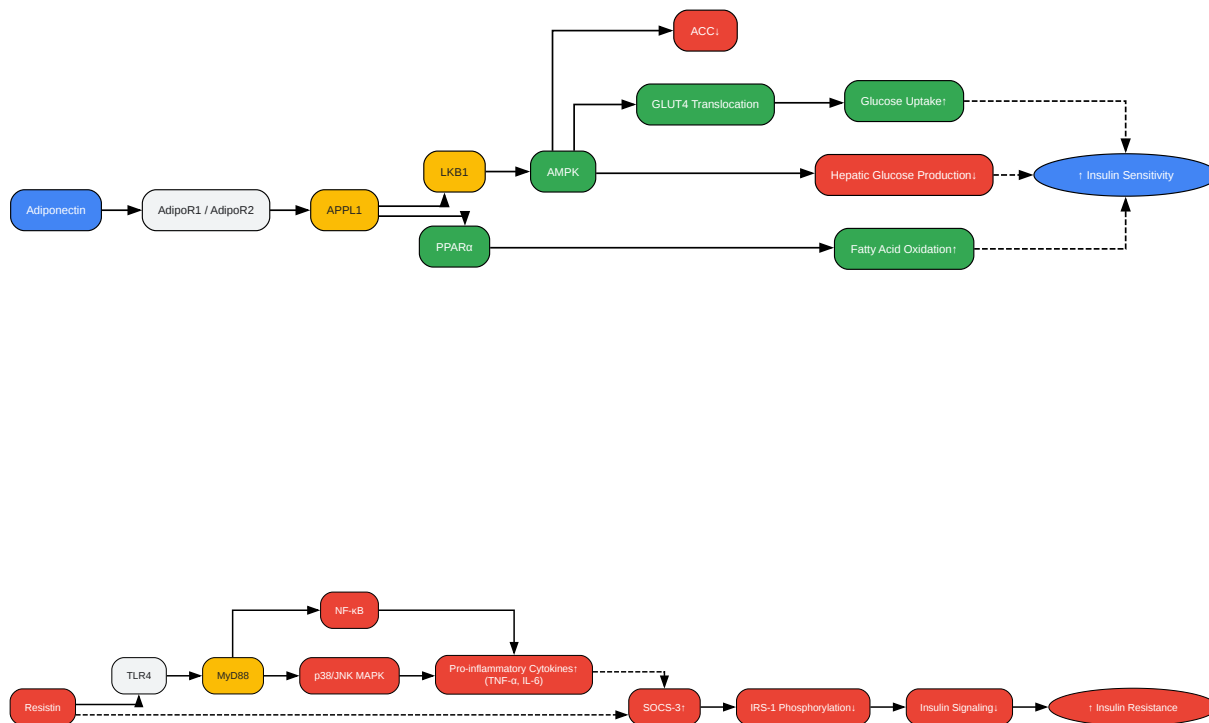 ACC↓
GLUT4 Translocation
Glucose Uptake↑
LKB1
AMPK
Hepatic Glucose Production↓
↑ Insulin Sensitivity
Adiponectin
AdipoR1 / AdipoR2
APPL1
PPARα
Fatty Acid Oxidation↑
NF-κB
TLR4
MyD88
p38/JNK MAPK
Pro-inflammatory Cytokines↑
(TNF-α, IL-6)
Resistin
SOCS-3↑
IRS-1 Phosphorylation↓
Insulin Signaling↓
↑ Insulin Resistance